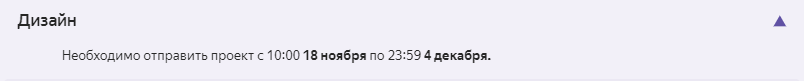 Дизайн
Необходимо отправить проект с 10:00 18 ноября по 23:59 4 декабря.